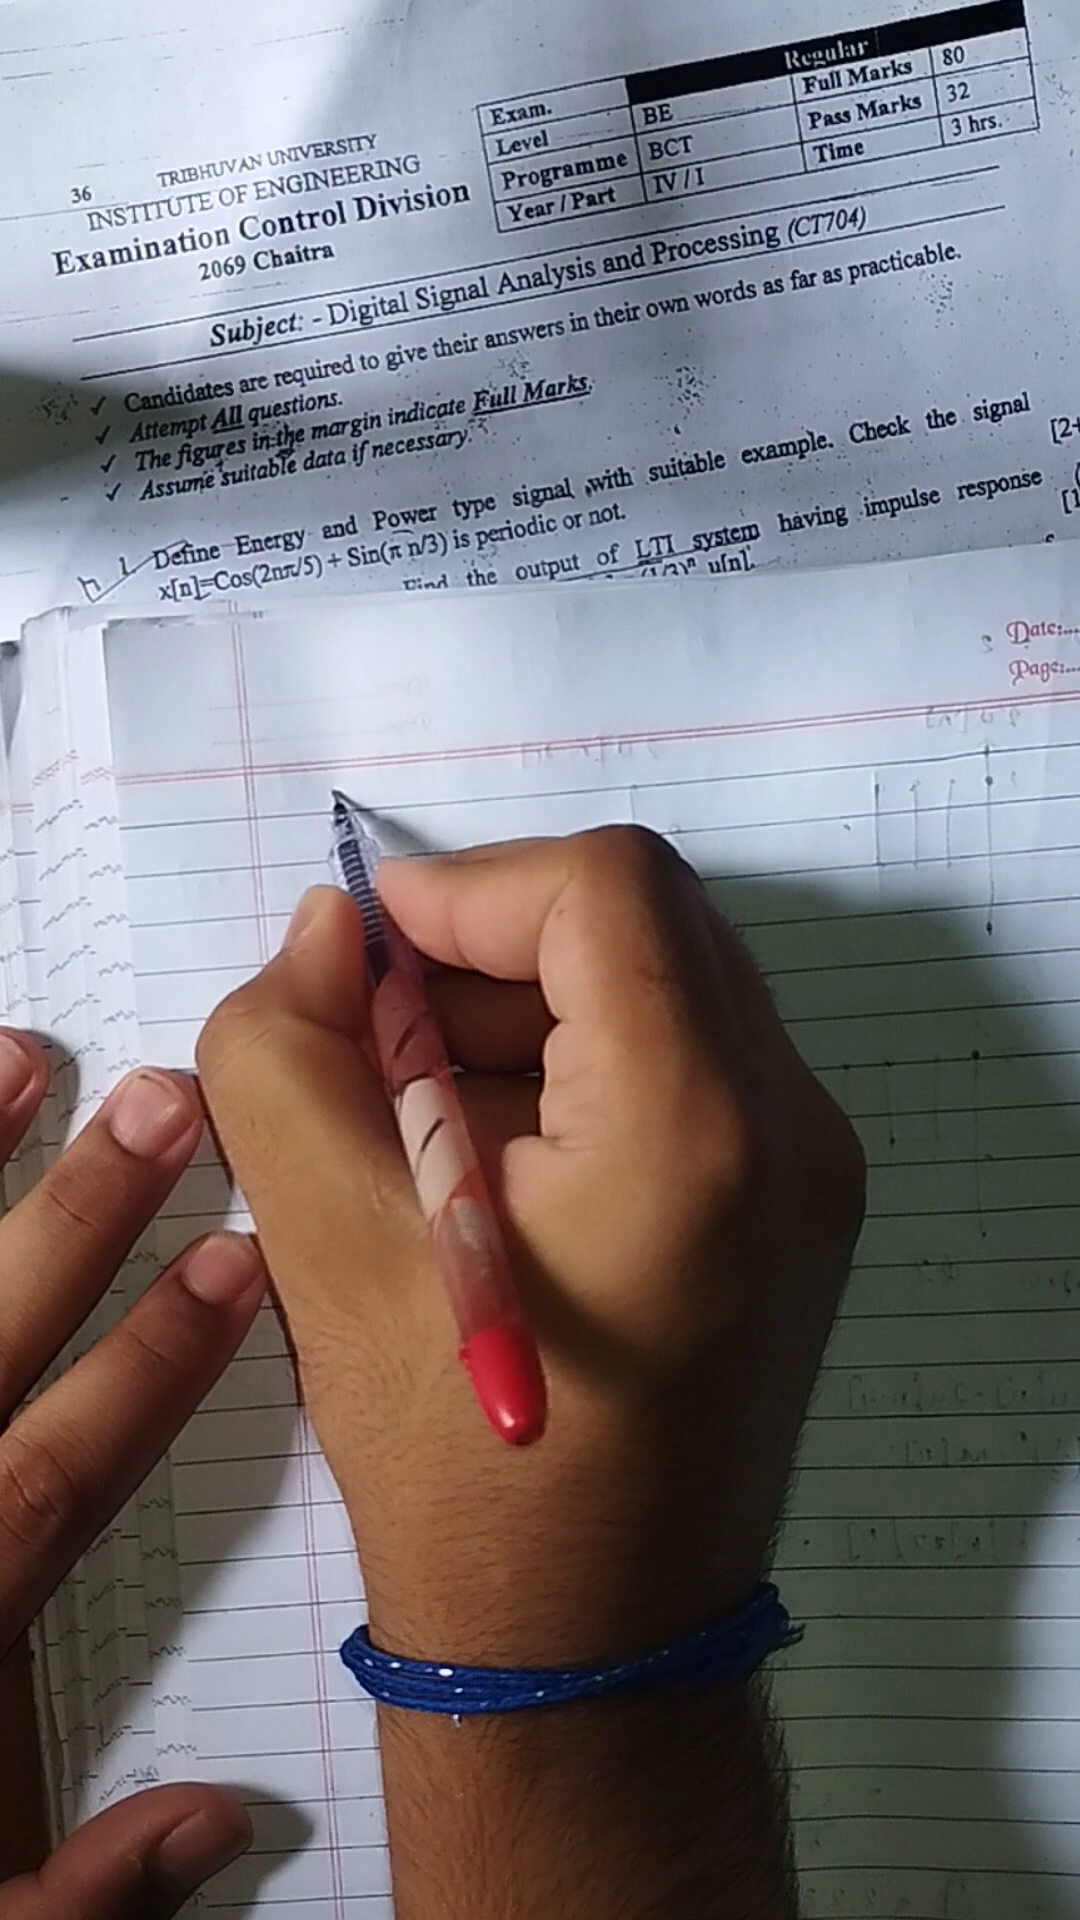 Regular
Exam.
Level BE Full Marks 80
Programme BCT Pass Marks 32
Year / Part IV / I Time 3 hrs.
36 TRIBHUVAN UNIVERSITY
INSTITUTE OF ENGINEERING
Examination Control Division
2069 Chaitra
Subject: - Digital Signal Analysis and Processing (CT704)
✓ Candidates are required to give their answers in their own words as far as practicable.
✓ Attempt All questions.
✓ The figures in the margin indicate Full Marks.
✓ Assume suitable data if necessary.
1. Define Energy and Power type signal with suitable example. Check the signal [2+
x[n]=Cos(2nπ/5) + Sin(π n/3) is periodic or not.
Find the output of LTI system having impulse response
u[n].
Date:...
Page:...